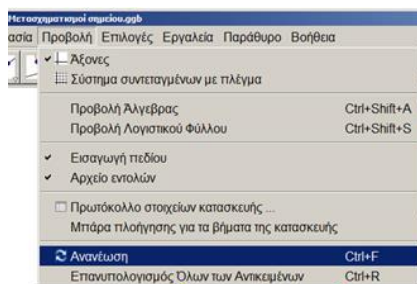 Μετασχηματισμοί σημείου.ggb
ασία Προβολή Επιλογές Εργαλεία Παράθυρο Βοήθεια
Άξονες
Σύστημα συντεταγμένων με πλέγμα
Προβολή Άλγεβρας Ctrl+Shift+A
Προβολή Λογιστικού Φύλλου Ctrl+Shift+S
Εισαγωγή πεδίου
Αρχείο εντολών
Πρωτόκολλο στοιχείων κατασκευής ...
Μπάρα πλοήγησης για τα βήματα της κατασκευής
Ανανέωση Ctrl+F
Επανυπολογισμός Όλων των Αντικειμένων Ctrl+R